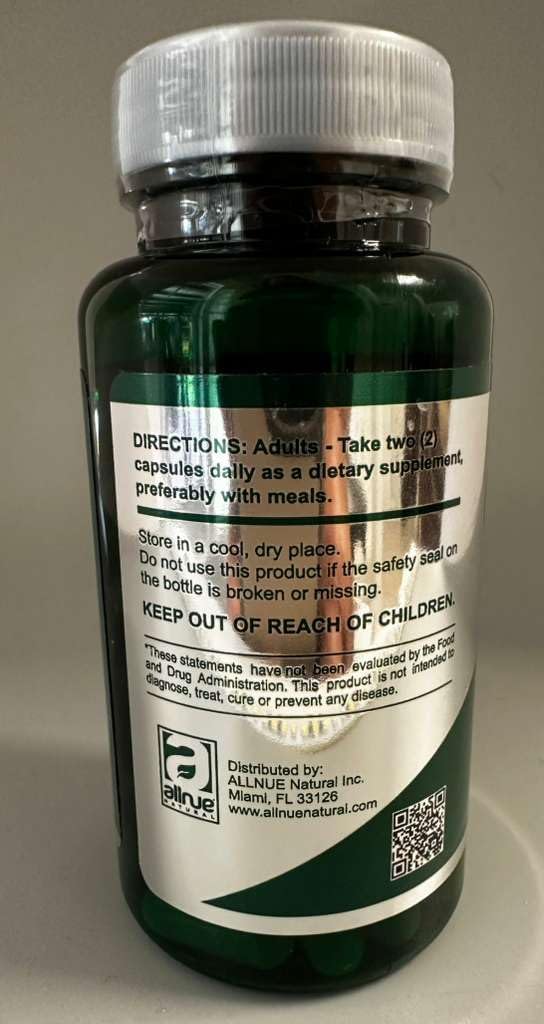 DIRECTIONS: Adults - Take two (2)
capsules daily as a dietary supplement,
preferably with meals.
Store in a cool, dry place.
Do not use this product if the safety seal on
the bottle is broken or missing.
KEEP OUT OF REACH OF CHILDREN.
*These statements have not been evaluated by the Food
and Drug Administration. This product is not intended to
diagnose, treat, cure or prevent any disease.
allnue
NATURAL
Distributed by:
ALLNUE Natural Inc.
Miami, FL 33126
www.allnuenatural.com